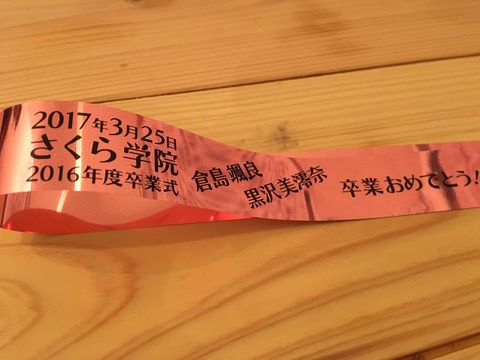 2017年3月25日
さくら学院
2016年度卒業式
倉島颯良
黒沢美澪奈
卒業おめでとう!